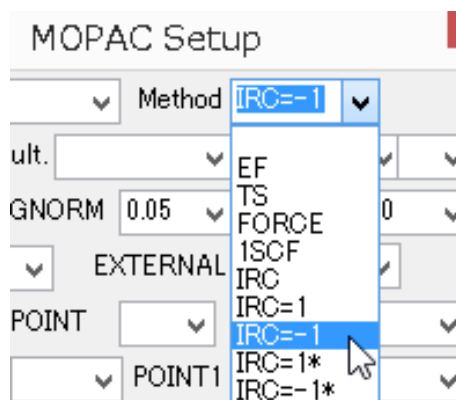 MOPAC Setup
Method IRC=-1
ult.
EF
TS
GNORM 0.05 0
FORCE
1SCF
EXTERNAL
IRC
IRC=1
POINT
IRC=-1
IRC=1*
POINT1
IRC=-1*